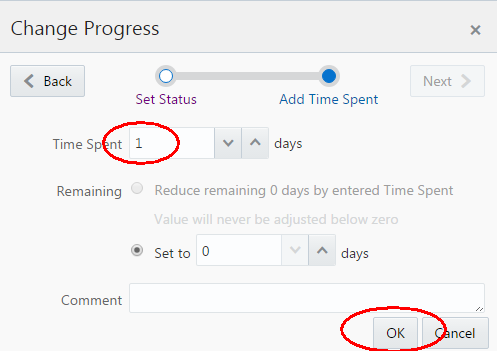 Change Progress ×
Back Next
Set Status Add Time Spent
Time Spent 1 days
Remaining Reduce remaining 0 days by entered Time Spent
Value will never be adjusted below zero
Set to 0 days
Comment
OK Cancel